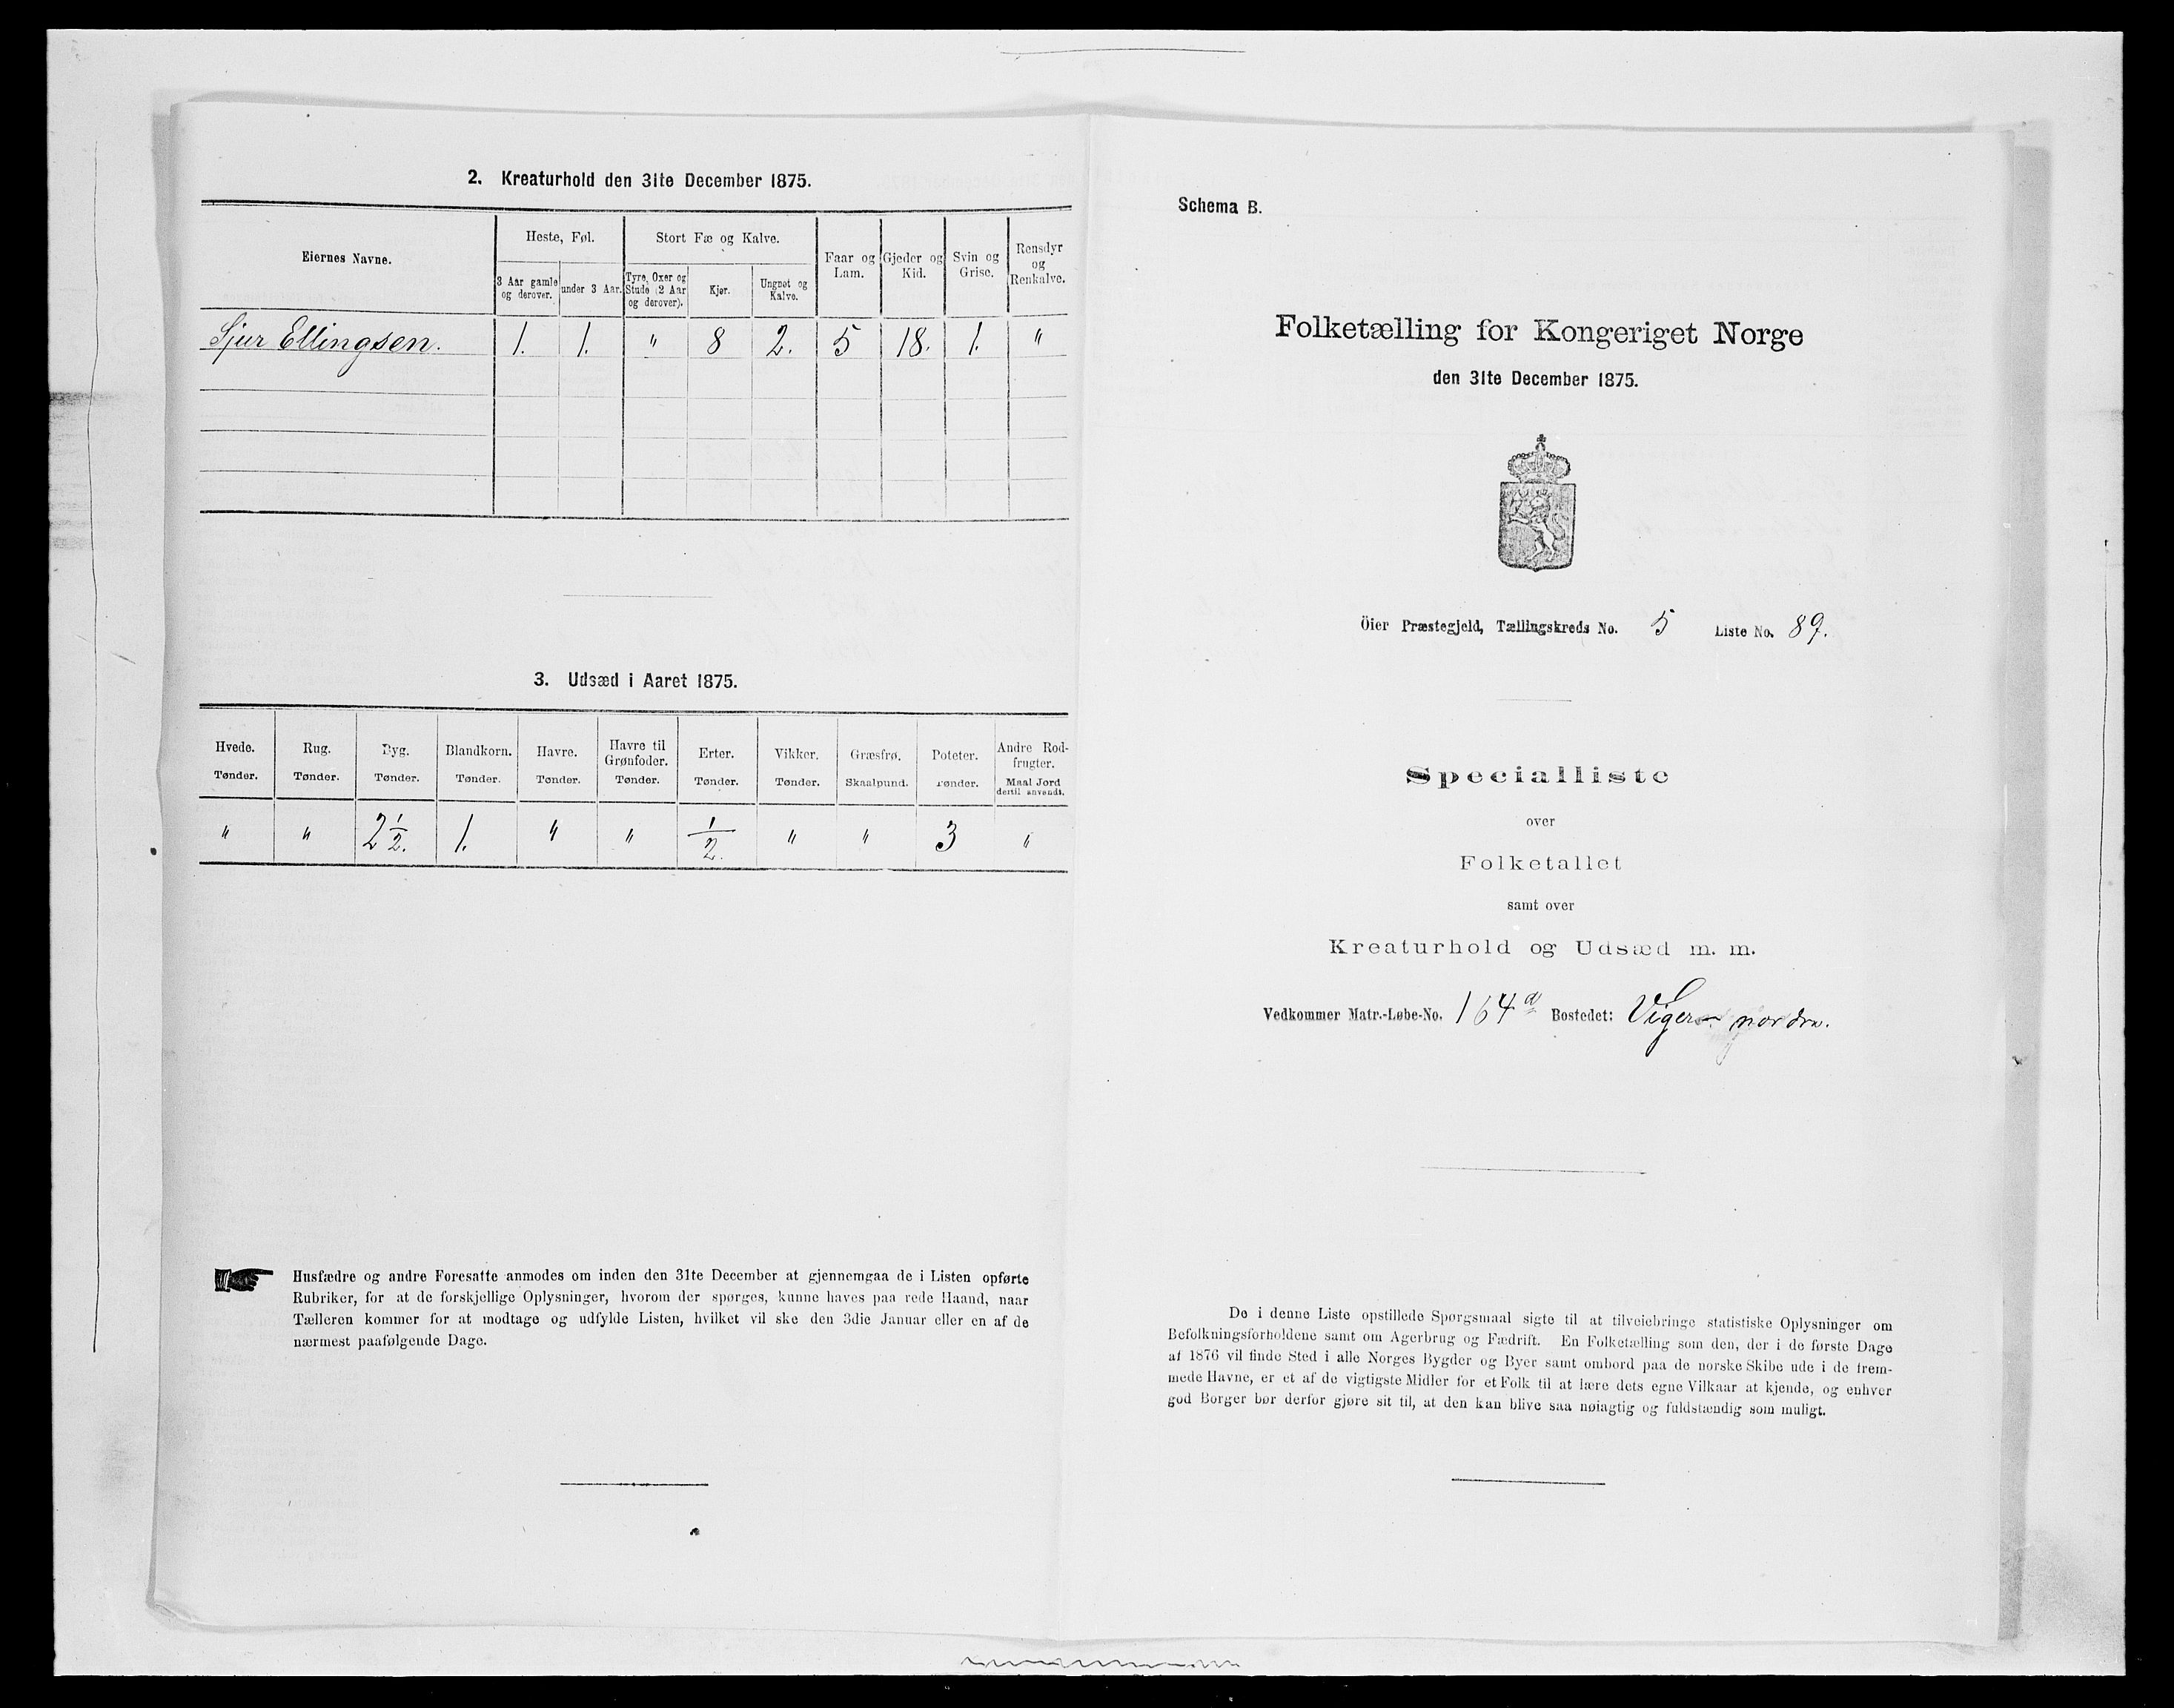 2. Kreaturhold den 31te December 1875.
Eiernes Navne.
Heste, Føl.
Stort Fæ og Kalve.
Faar og Lam.
Gjeder og Kid.
Svin og Grise.
Rensdyr og Renkalve.
3 Aar gamle og derover.
under 3 Aar.
Tyre, Oxer og Stude (2 Aar og derover).
Kjør.
Ungnøt og Kalve.
Sjur Ellingsen. 1. 1. " 8 2. 5 18. 1. "
3. Udsæd i Aaret 1875.
Hvede. Rug. Byg. Blandkorn. Havre. Havre til Grønfoder. Erter. Vikker. Græsfrø. Poteter. Andre Rodfrugter.
Tønder. Tønder. Tønder. Tønder. Tønder. Tønder. Tønder. Tønder. Skaalpund. Tønder. Maal Jord dertil anvendt.
" " 2 1/2. 1. " " 1/2. " " 3 "
Husfædre og andre Foresatte anmodes om inden den 31te December at gjennemgaa de i Listen opførte
Rubriker, for at de forskjellige Oplysninger, hvorom der spørges, kunne haves paa rede Haand, naar
Tælleren kommer for at modtage og udfylde Listen, hvilket vil ske den 3die Januar eller en af de
nærmest paafølgende Dage.
Schema B.
Folketælling for Kongeriget Norge
den 31te December 1875.
Öier Præstegjeld, Tællingskreds No. 5 Liste No. 89.
Specialliste
over
Folketallet
samt over
Kreaturhold og Udsæd m. m.
Vedkommer Matr.-Løbe-No. 164 a Bostedet: Viger nordre.
De i denne Liste opstillede Spørgsmaal sigte til at tilveiebringe statistiske Oplysninger om
Befolkningsforholdene samt om Agerbrug og Fædrift. En Folketælling som den, der i de første Dage
af 1876 vil finde Sted i alle Norges Bygder og Byer samt ombord paa de norske Skibe ude i de frem-
mede Havne, er et af de vigtigste Midler for et Folk til at lære dets egne Vilkaar at kjende, og enhver
god Borger bør derfor gjøre sit til, at den kan blive saa nøiagtig og fuldstændig som muligt.